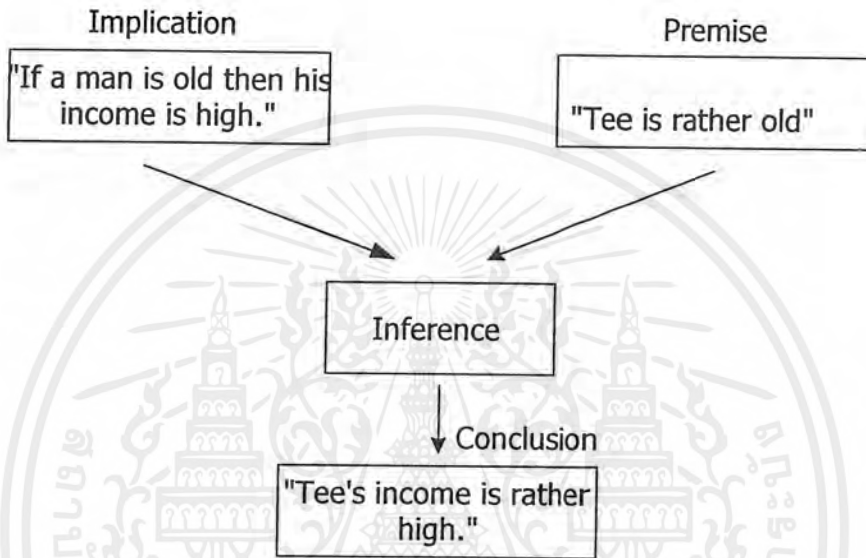 Implication
"If a man is old then his
income is high."
Premise
"Tee is rather old"
Inference
Conclusion
"Tee's income is rather
high."